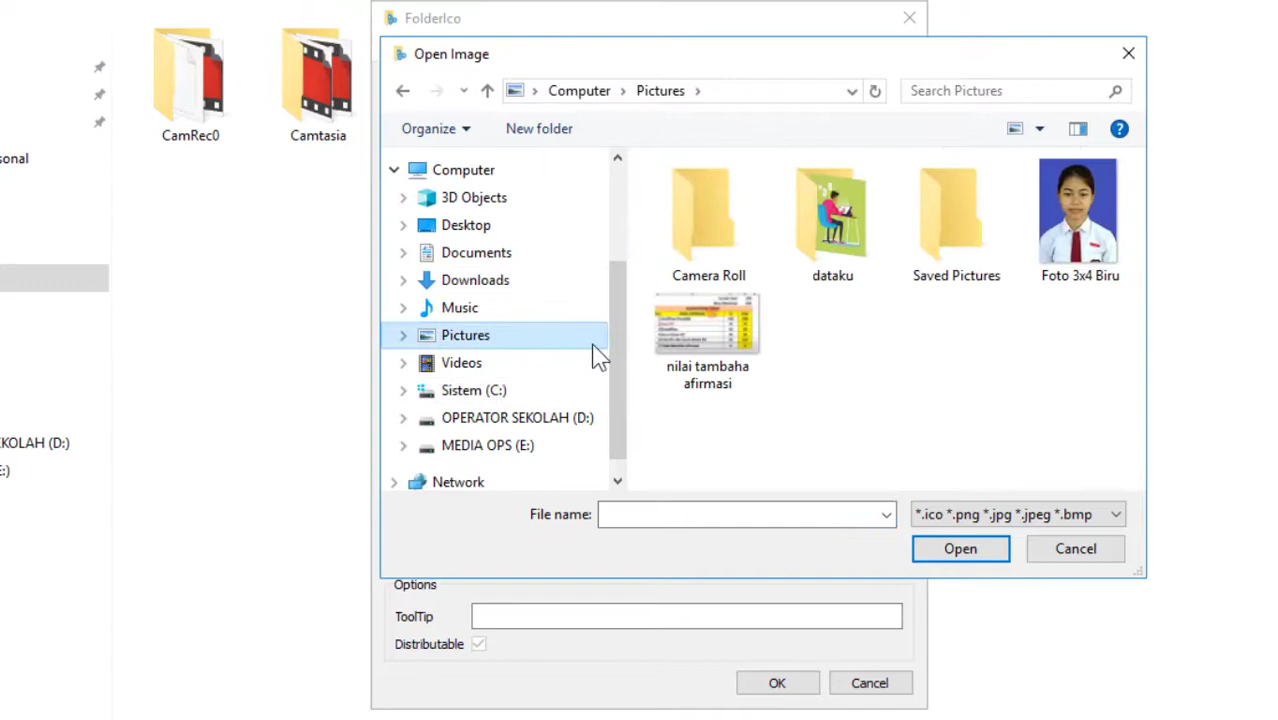 FolderIco
Open Image
Computer
Pictures
Search Pictures
Organize
New folder
CamRec0
Camtasia
sonal
EKOLAH (D:)
E:)
Computer
3D Objects
Desktop
Documents
Downloads
Music
Pictures
Videos
Sistem (C:)
OPERATOR SEKOLAH (D:)
MEDIA OPS (E:)
Network
Camera Roll
dataku
Saved Pictures
Foto 3x4 Biru
nilai tambaha
afirmasi
File name:
*.ico *.png *.jpg *.jpeg *.bmp
Open
Cancel
Options
ToolTip
Distributable
OK
Cancel